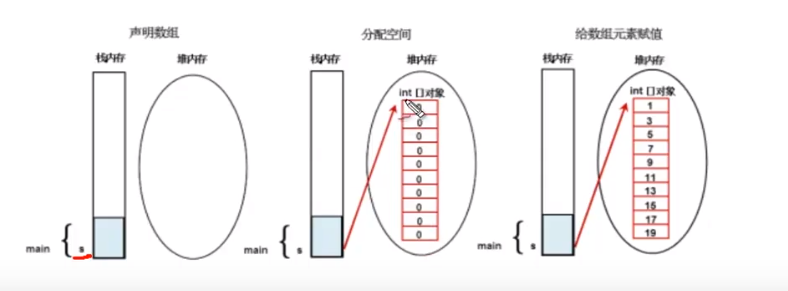 声明数组
栈内存 堆内存
main { s
分配空间
栈内存 堆内存
int []对象
0
0
0
0
0
0
0
0
0
0
main { s
给数组元素赋值
栈内存 堆内存
int []对象
1
3
5
7
9
11
13
15
17
19
main { s